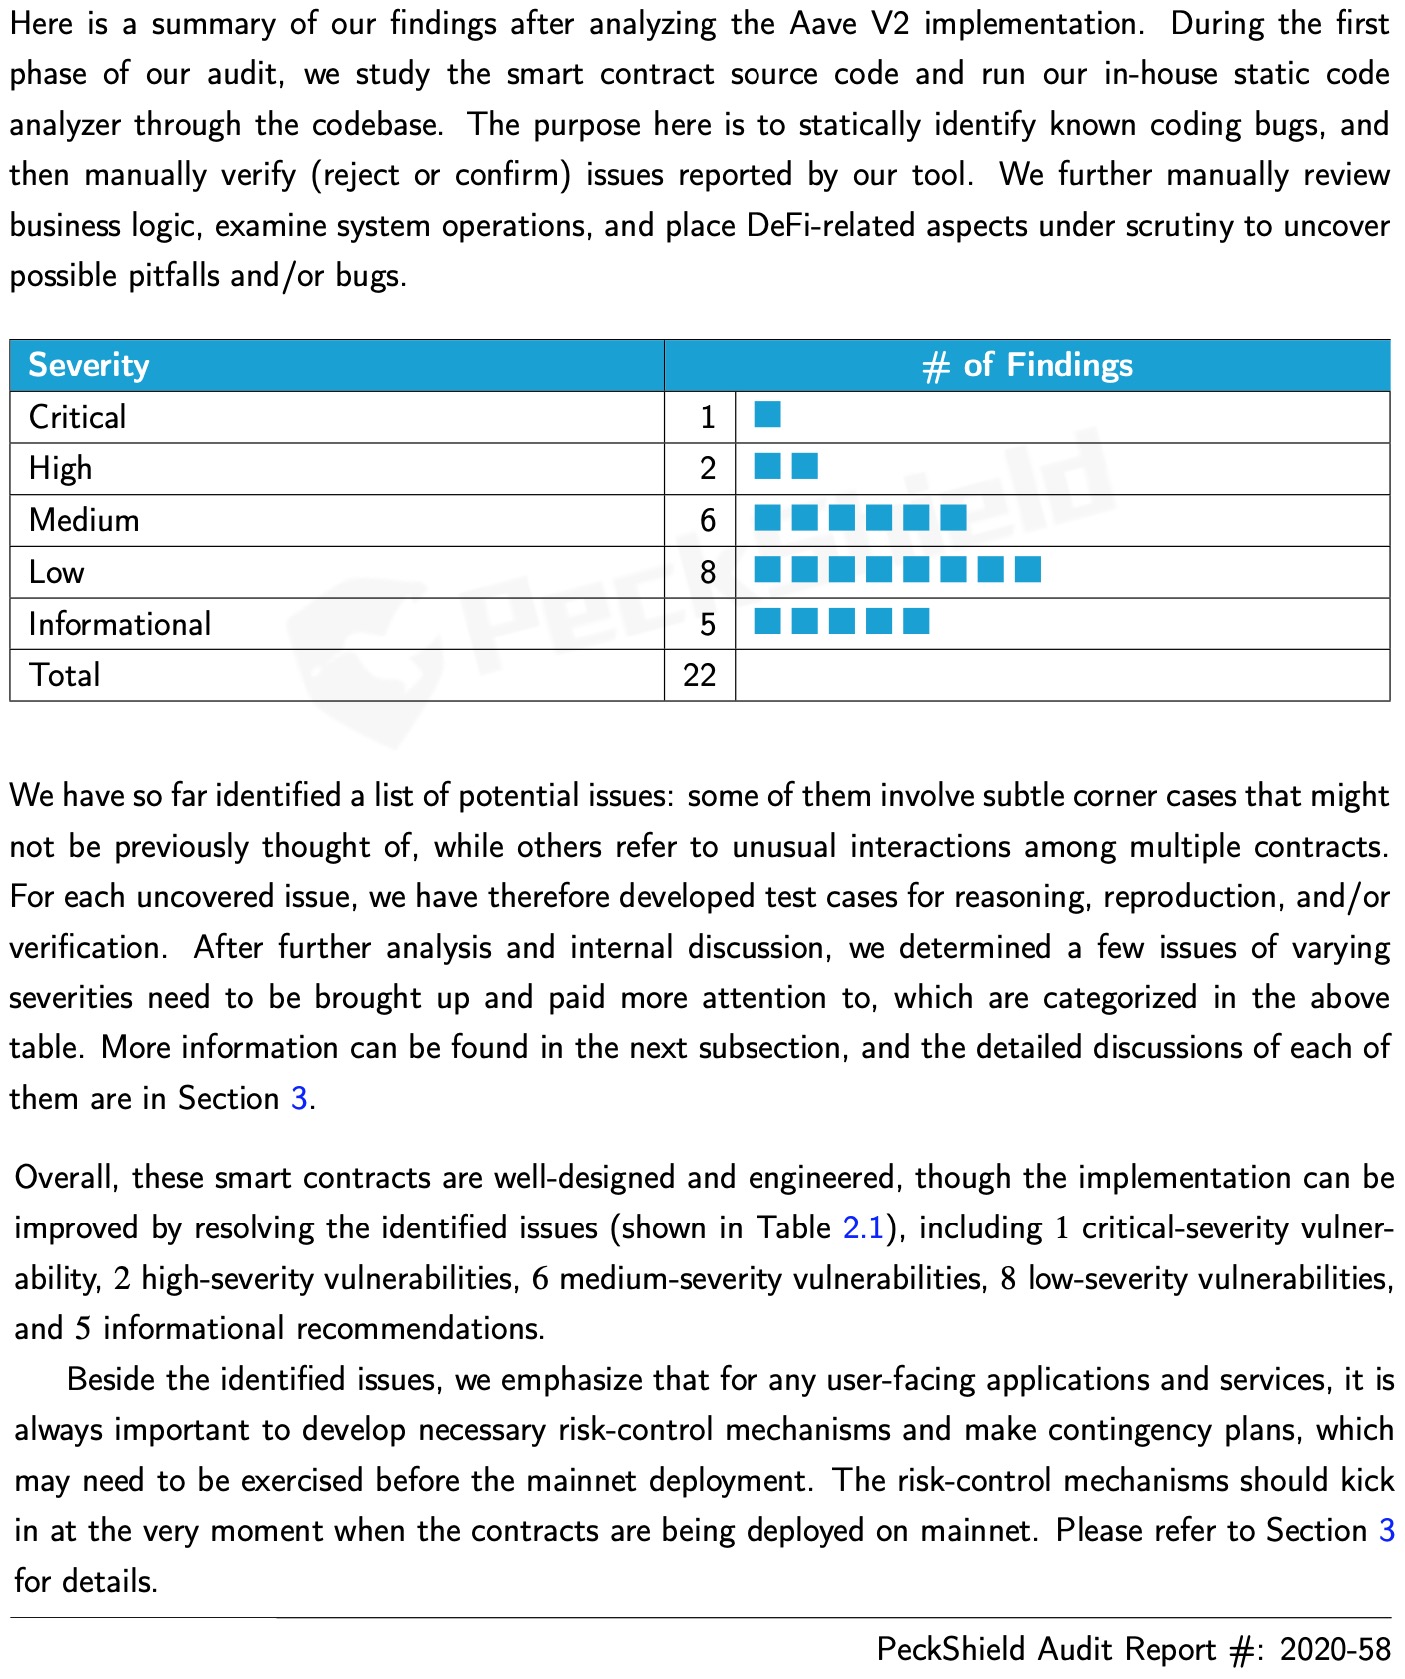 Here is a summary of our findings after analyzing the Aave V2 implementation. During the first
phase of our audit, we study the smart contract source code and run our in-house static code
analyzer through the codebase. The purpose here is to statically identify known coding bugs, and
then manually verify (reject or confirm) issues reported by our tool. We further manually review
business logic, examine system operations, and place DeFi-related aspects under scrutiny to uncover
possible pitfalls and/or bugs.
Severity # of Findings
Critical 1
High 2
Medium 6
Low 8
Informational 5
Total 22
PeckShield
We have so far identified a list of potential issues: some of them involve subtle corner cases that might
not be previously thought of, while others refer to unusual interactions among multiple contracts.
For each uncovered issue, we have therefore developed test cases for reasoning, reproduction, and/or
verification. After further analysis and internal discussion, we determined a few issues of varying
severities need to be brought up and paid more attention to, which are categorized in the above
table. More information can be found in the next subsection, and the detailed discussions of each of
them are in Section 3.
Overall, these smart contracts are well-designed and engineered, though the implementation can be
improved by resolving the identified issues (shown in Table 2.1), including 1 critical-severity vulner-
ability, 2 high-severity vulnerabilities, 6 medium-severity vulnerabilities, 8 low-severity vulnerabilities,
and 5 informational recommendations.
Beside the identified issues, we emphasize that for any user-facing applications and services, it is
always important to develop necessary risk-control mechanisms and make contingency plans, which
may need to be exercised before the mainnet deployment. The risk-control mechanisms should kick
in at the very moment when the contracts are being deployed on mainnet. Please refer to Section 3
for details.
PeckShield Audit Report #: 2020-58